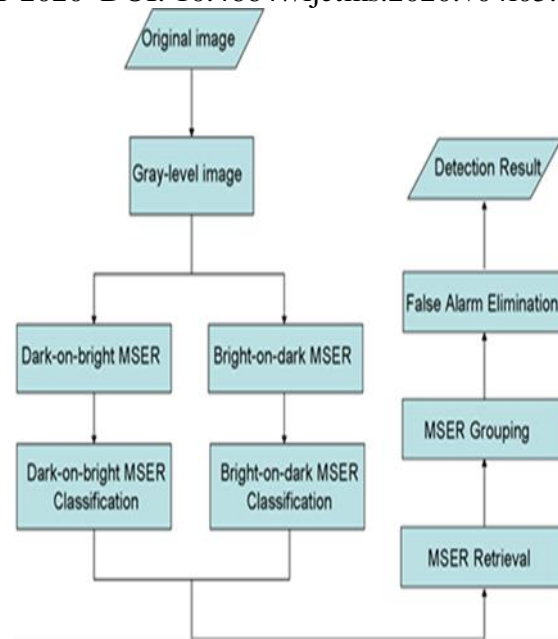 Original image
Gray-level image
Dark-on-bright MSER
Bright-on-dark MSER
Dark-on-bright MSER
Classification
Bright-on-dark MSER
Classification
MSER Retrieval
MSER Grouping
False Alarm Elimination
Detection Result